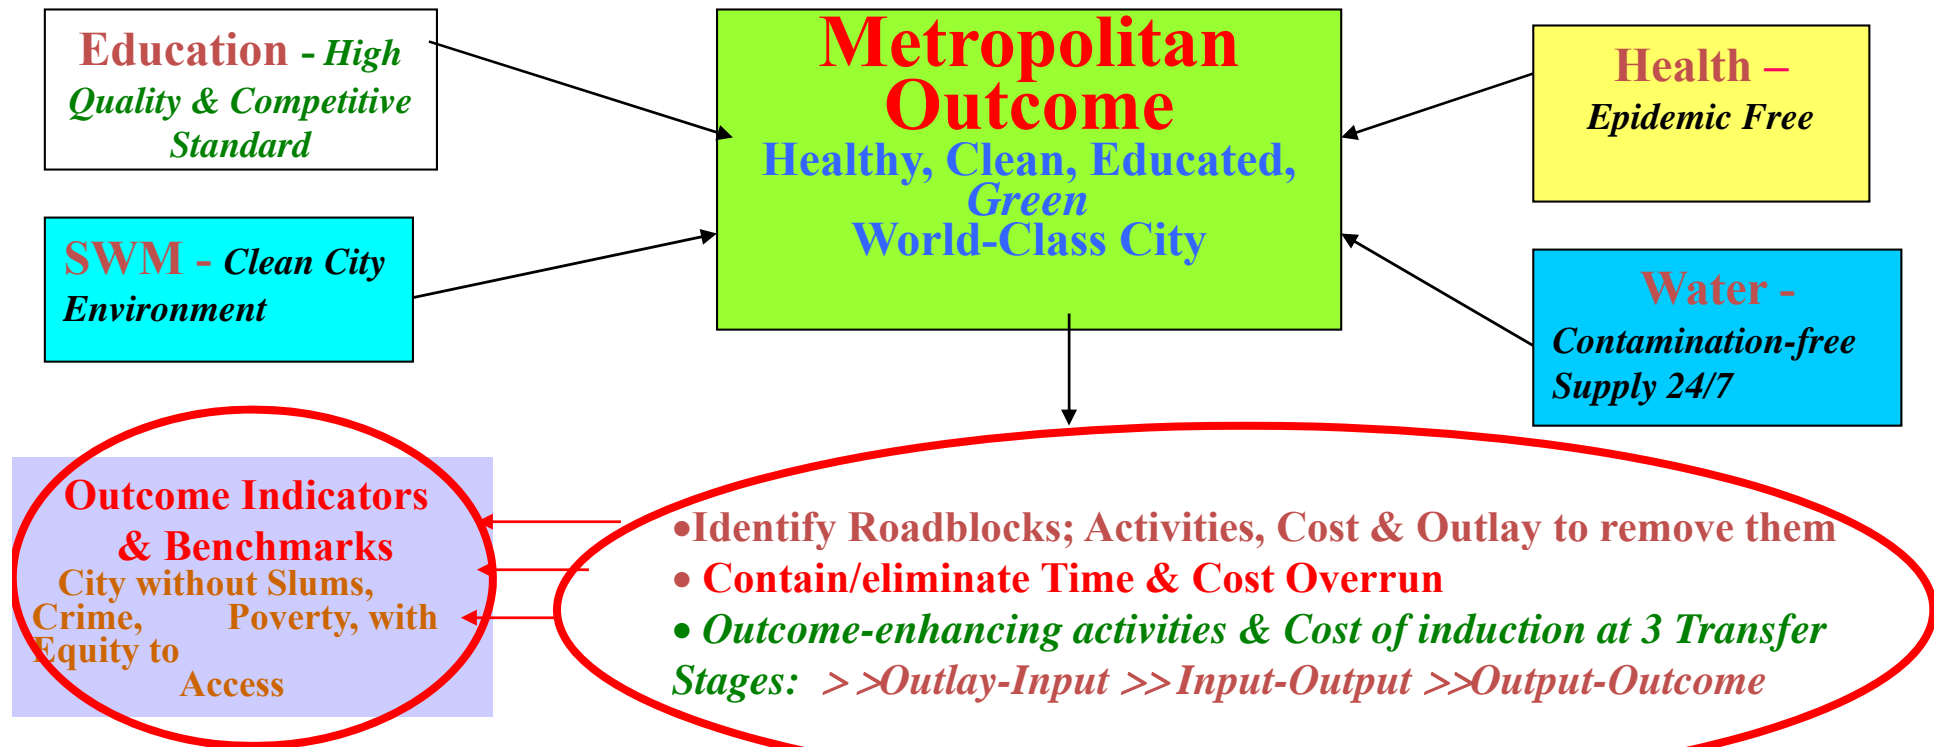 Education - High
Quality & Competitive
Standard
Metropolitan
Outcome
Healthy, Clean, Educated,
Green
World-Class City
Health –
Epidemic Free
SWM - Clean City
Environment
Water -
Contamination-free
Supply 24/7
Outcome Indicators
& Benchmarks
City without Slums,
Crime, Poverty, with
Equity to
Access
•Identify Roadblocks; Activities, Cost & Outlay to remove them
• Contain/eliminate Time & Cost Overrun
• Outcome-enhancing activities & Cost of induction at 3 Transfer
Stages: > >Outlay-Input >> Input-Output >>Output-Outcome